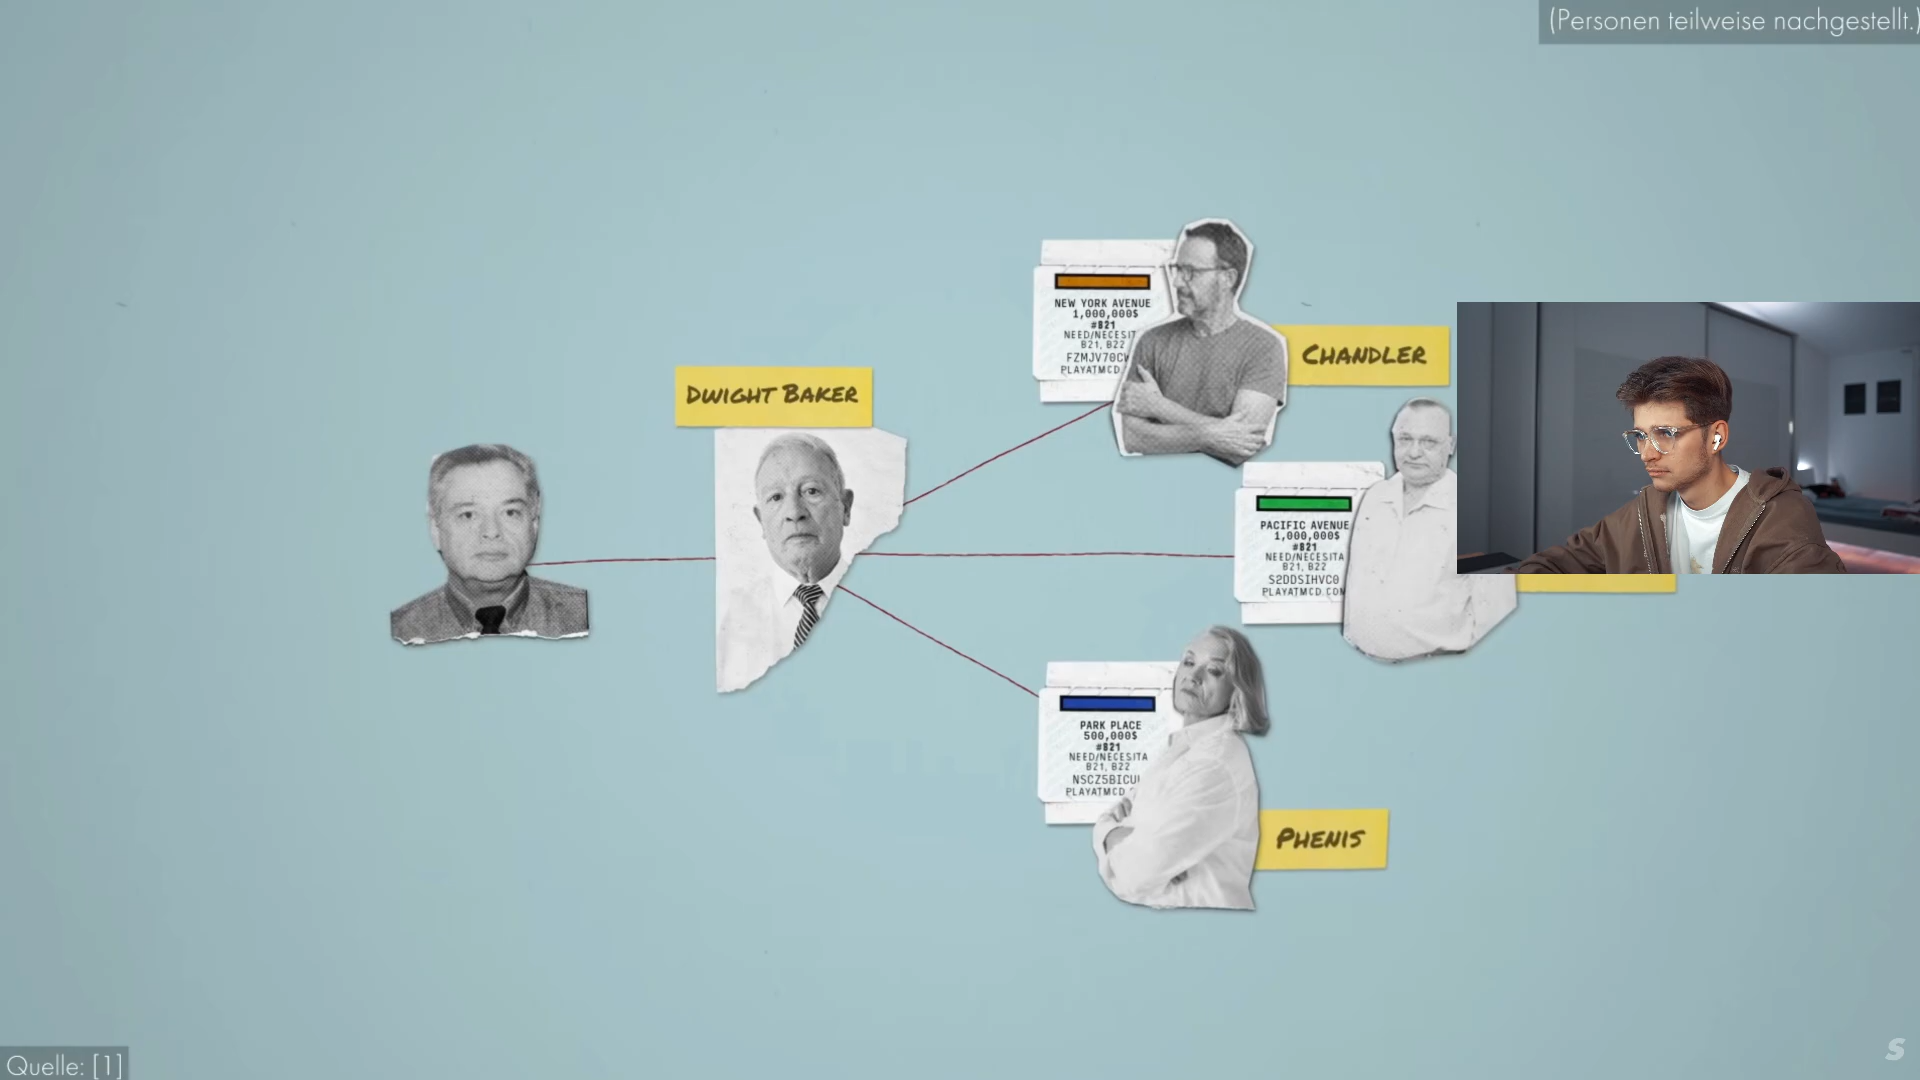 (Personen teilweise nachgestellt.)
NEW YORK AVENUE
1,000,000$
#821
B21, B22
PLAYATMCD
CHANDLER
DWIGHT BAKER
PACIFIC AVENUE
1,000,000$
#821
NEED/NECESITA
B21, B22
S2DDSIHVC0
PLAYATMCD.COM
PARK PLACE
500,000$
#821
NEED/NECESITA
B21, B22
PLAYATMCD
PHENIS
Quelle: [1]
S